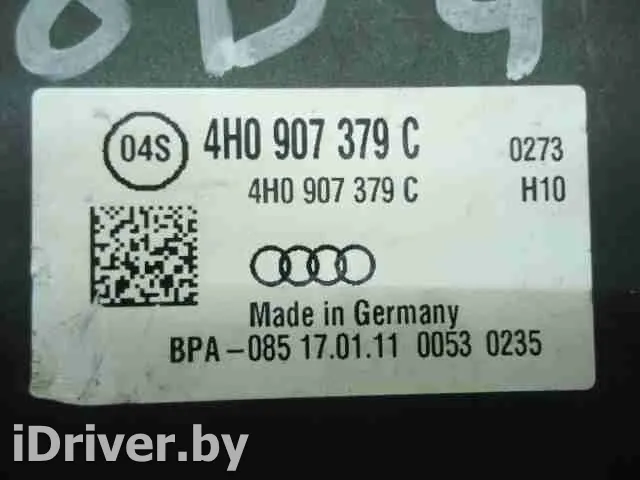 04S 4H0 907 379 C 0273
4H0 907 379 C H10
Made in Germany
BPA-085 17.01.11 0053 0235
iDriver.by